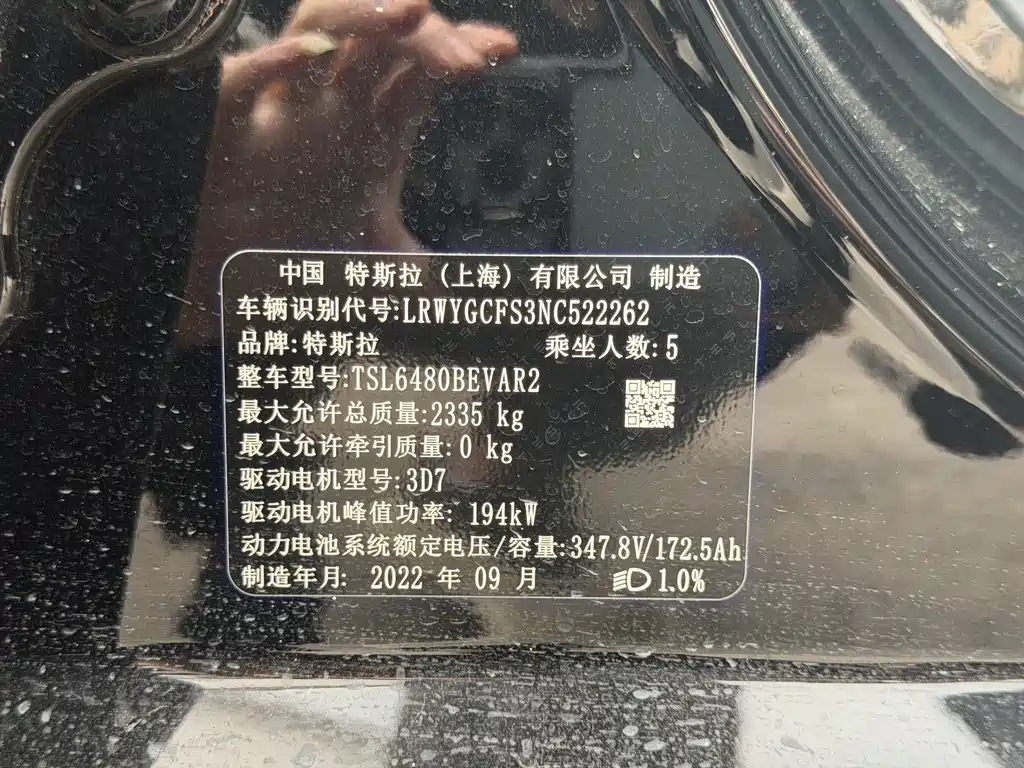 中国 特斯拉 (上海) 有限公司 制造
车辆识别代号:LRWYGCFS3NC522262
品牌:特斯拉 乘坐人数:5
整车型号:TSL6480BEVAR2
最大允许总质量:2335 kg
最大允许牵引质量:0 kg
驱动电机型号:3D7
驱动电机峰值功率: 194kW
动力电池系统额定电压/容量:347.8V/172.5Ah
制造年月: 2022 年 09 月 1.0%